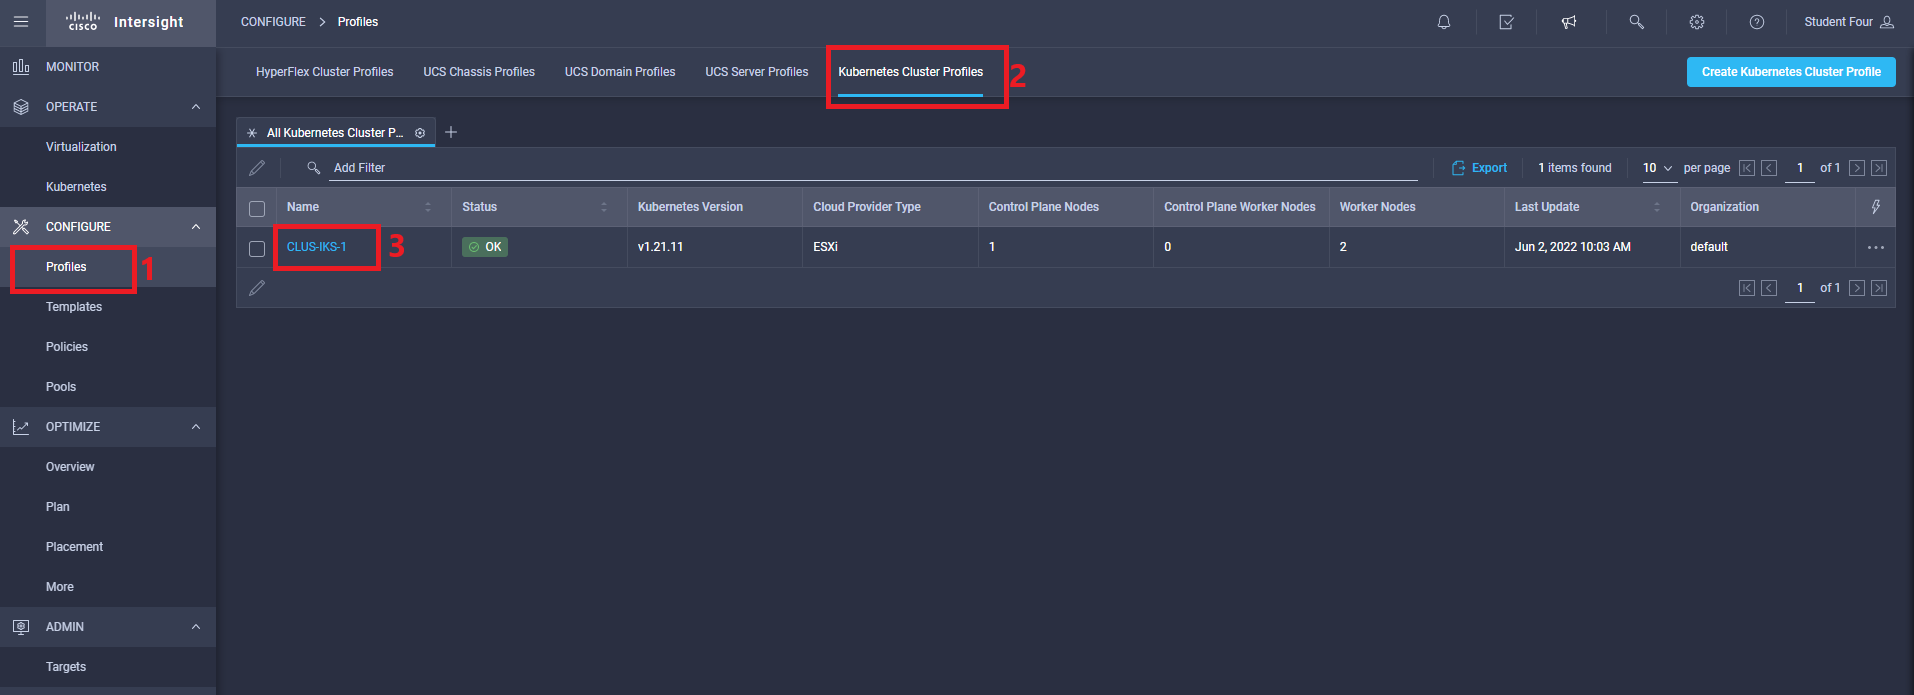 CISCO Intersight
CONFIGURE > Profiles
Student Four
MONITOR
OPERATE
Virtualization
Kubernetes
CONFIGURE
Profiles
1
Templates
Policies
Pools
OPTIMIZE
Overview
Plan
Placement
More
ADMIN
Targets
HyperFlex Cluster Profiles UCS Chassis Profiles UCS Domain Profiles UCS Server Profiles Kubernetes Cluster Profiles 2
Create Kubernetes Cluster Profile
All Kubernetes Cluster P... +
Add Filter Export 1 items found 10 per page 1 of 1
Name Status Kubernetes Version Cloud Provider Type Control Plane Nodes Control Plane Worker Nodes Worker Nodes Last Update Organization
CLUS-IKS-1 3 OK v1.21.11 ESXi 1 0 2 Jun 2, 2022 10:03 AM default ...
1 of 1